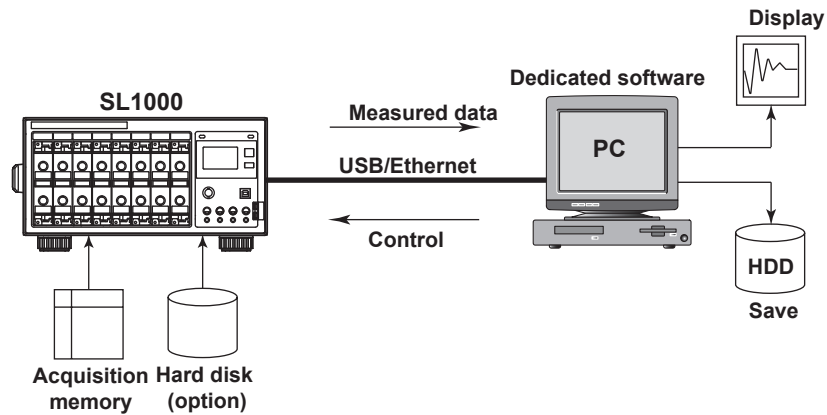 Display
Dedicated software
SL1000
Measured data
PC
USB/Ethernet
Control
HDD
Save
Acquisition
memory
Hard disk
(option)